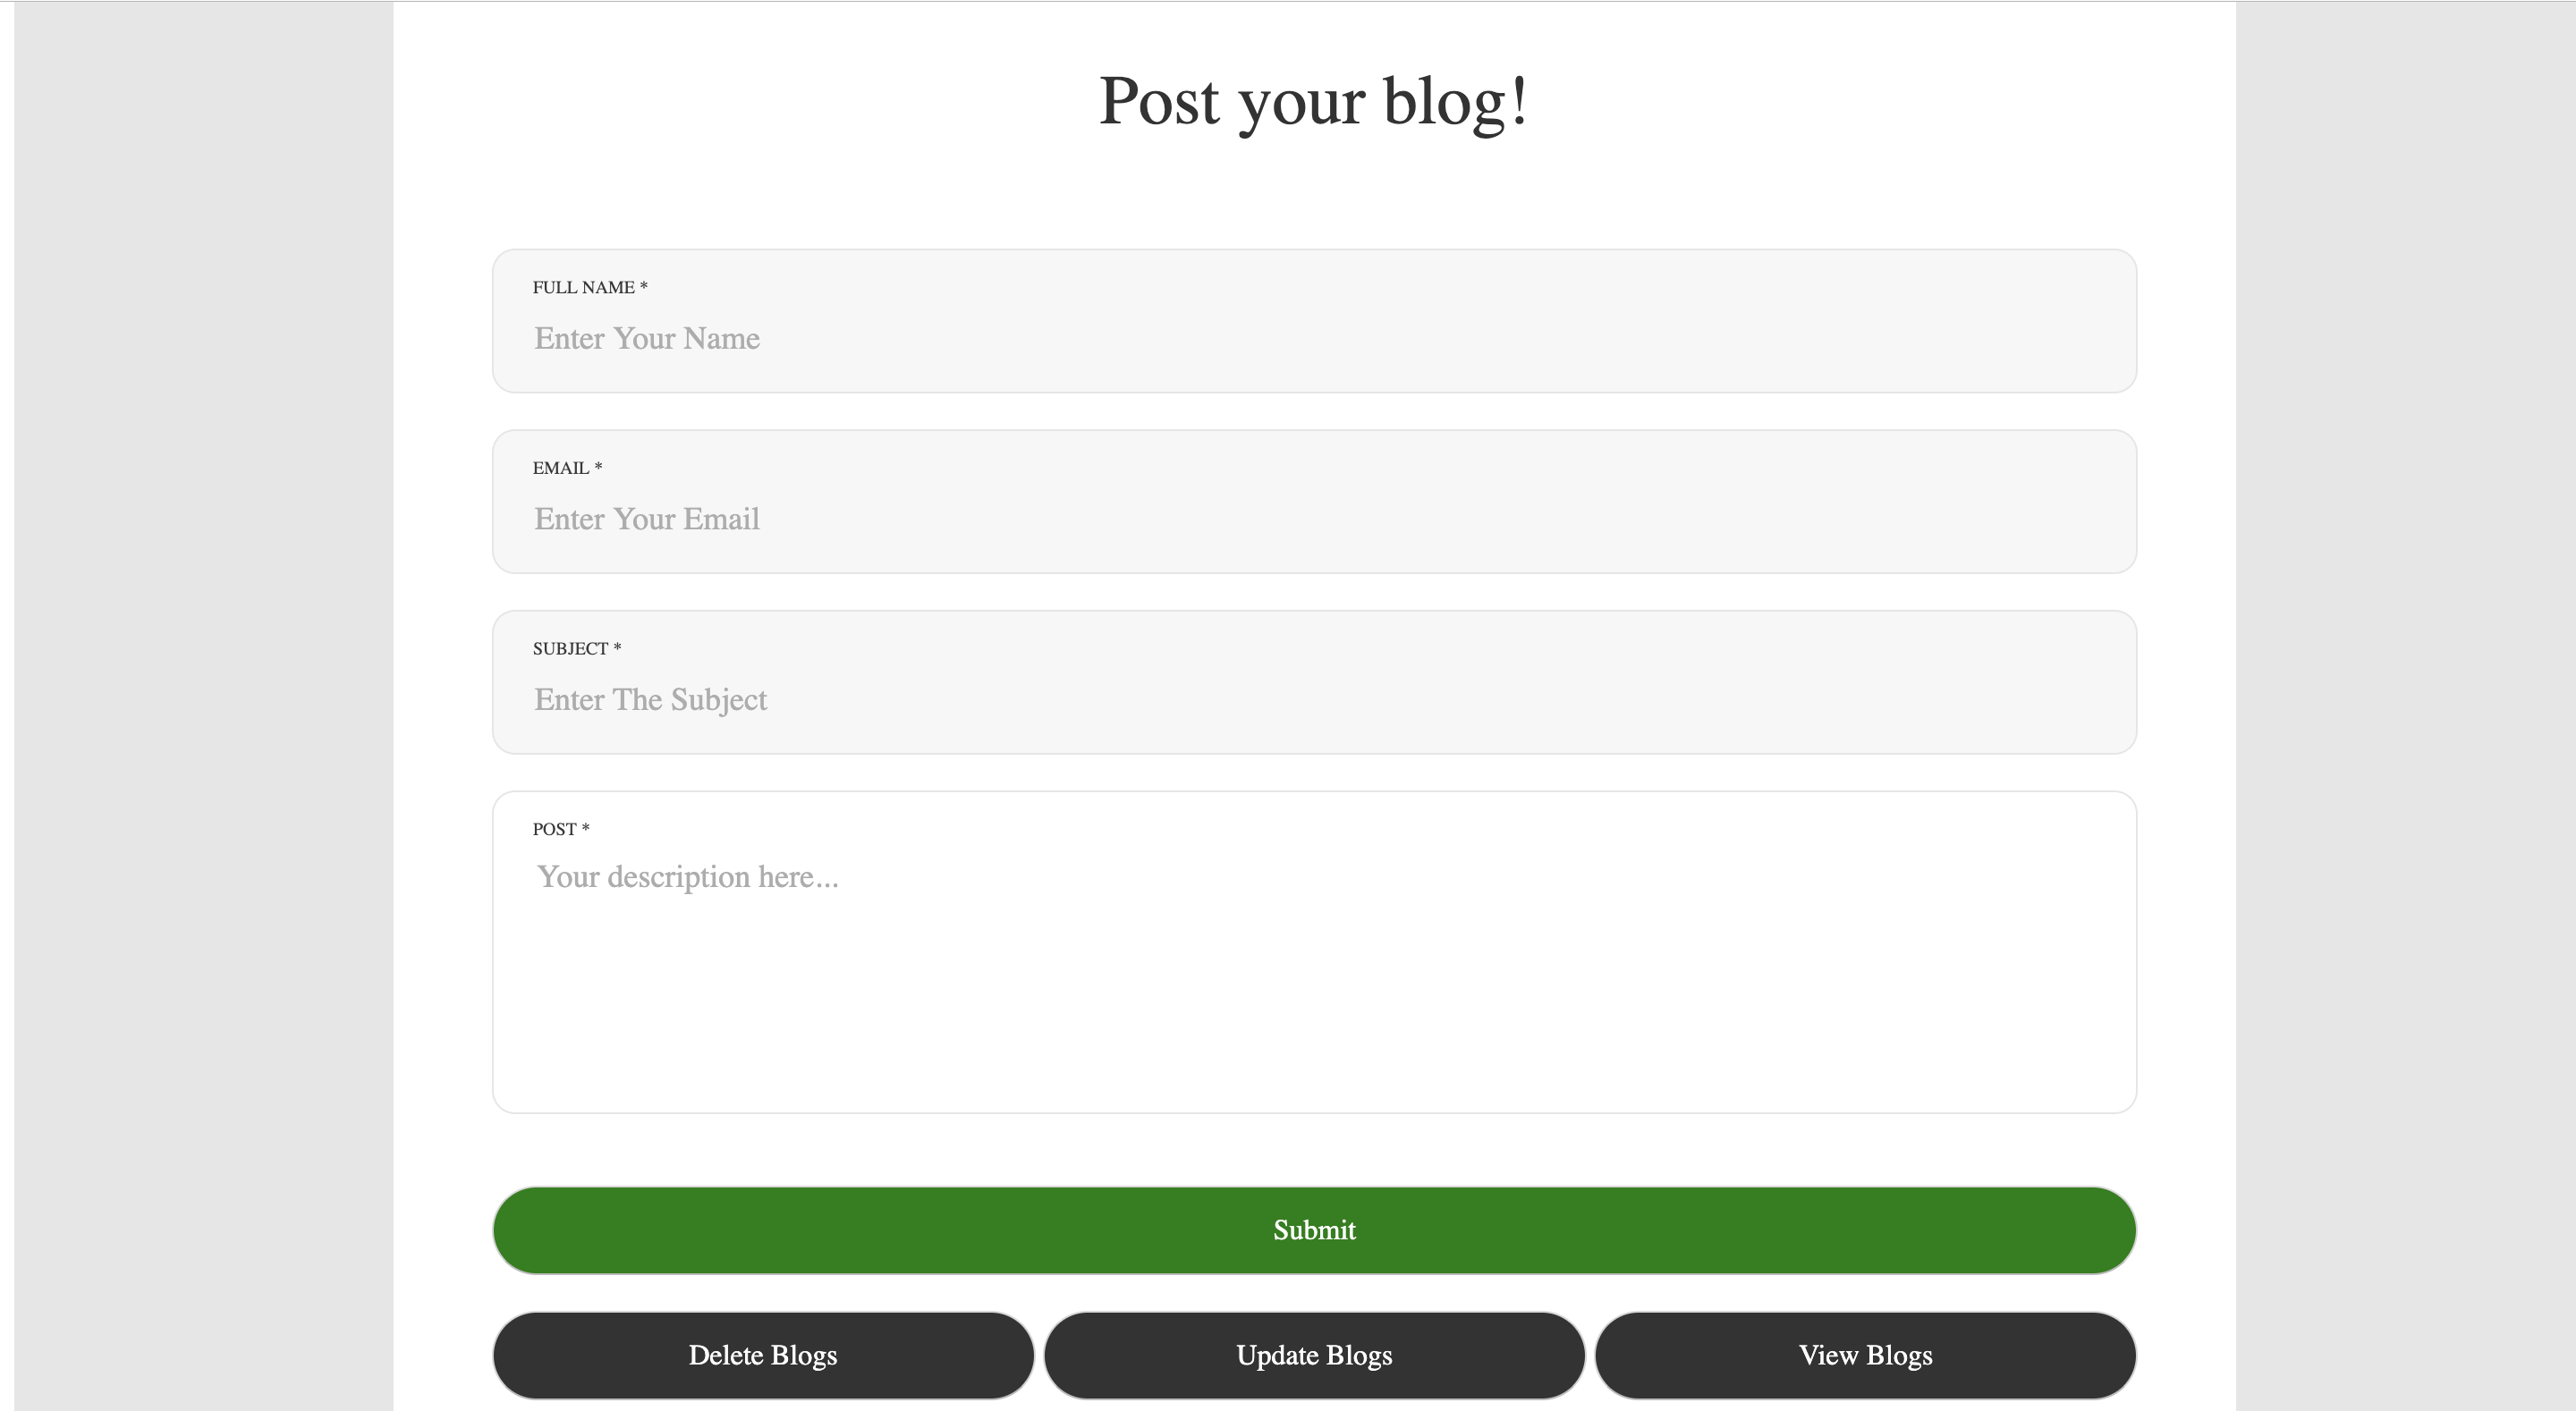 Post your blog!
FULL NAME *
Enter Your Name
EMAIL *
Enter Your Email
SUBJECT *
Enter The Subject
POST *
Your description here...
Submit
Delete Blogs
Update Blogs
View Blogs